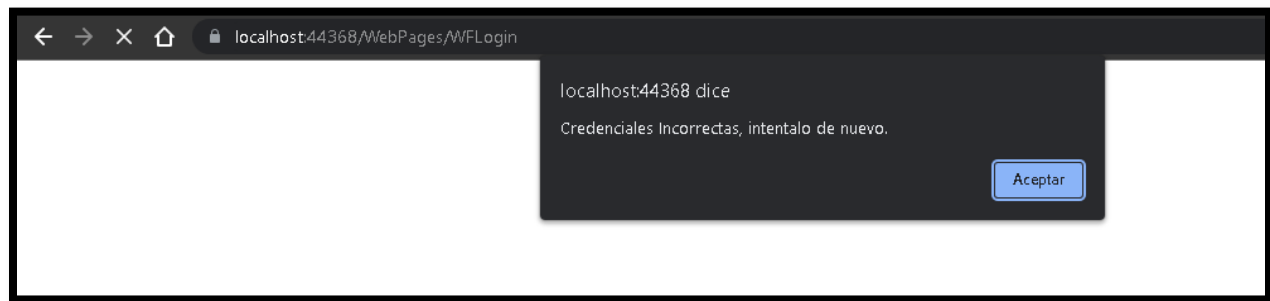 localhost:44368/WebPages/WFLogin
localhost:44368 dice
Credenciales Incorrectas, intentalo de nuevo.
Aceptar